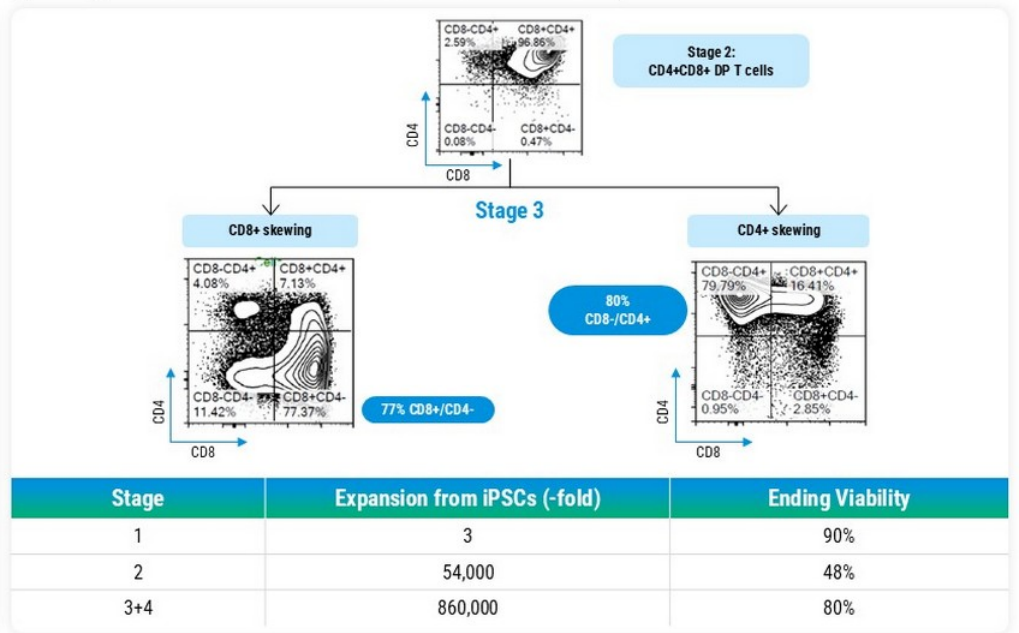 CD8-CD4+ CD8+CD4+
2.59% 96.86%
CD8-CD4- CD8+CD4-
0.08% 0.47%
CD4
CD8
Stage 2:
CD4+CD8+ DP T cells
Stage 3
CD8+ skewing
CD4+ skewing
CD8-CD4+ CD8+CD4+
4.08% 7.13%
CD8-CD4- CD8+CD4-
11.42% 77.37%
CD4
CD8
77% CD8+/CD4-
80%
CD8-/CD4+
CD8-CD4+ CD8+CD4+
79.79% 16.41%
CD8-CD4- CD8+CD4-
0.95% 2.85%
CD4
CD8
Stage Expansion from iPSCs (-fold) Ending Viability
1 3 90%
2 54,000 48%
3+4 860,000 80%